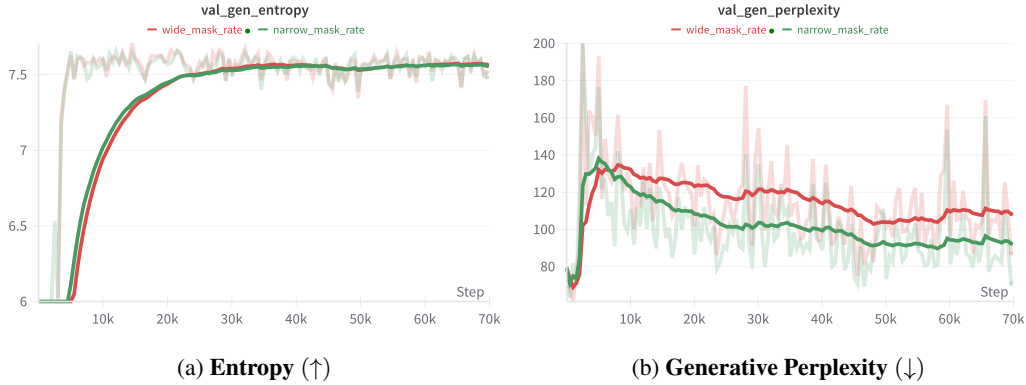 val_gen_entropy
wide_mask_rate narrow_mask_rate
7.5
7
6.5
6
Step
10k 20k 30k 40k 50k 60k 70k
(a) Entropy (↑)
val_gen_perplexity
wide_mask_rate narrow_mask_rate
200
180
160
140
120
100
80
Step
10k 20k 30k 40k 50k 60k 70k
(b) Generative Perplexity (↓)